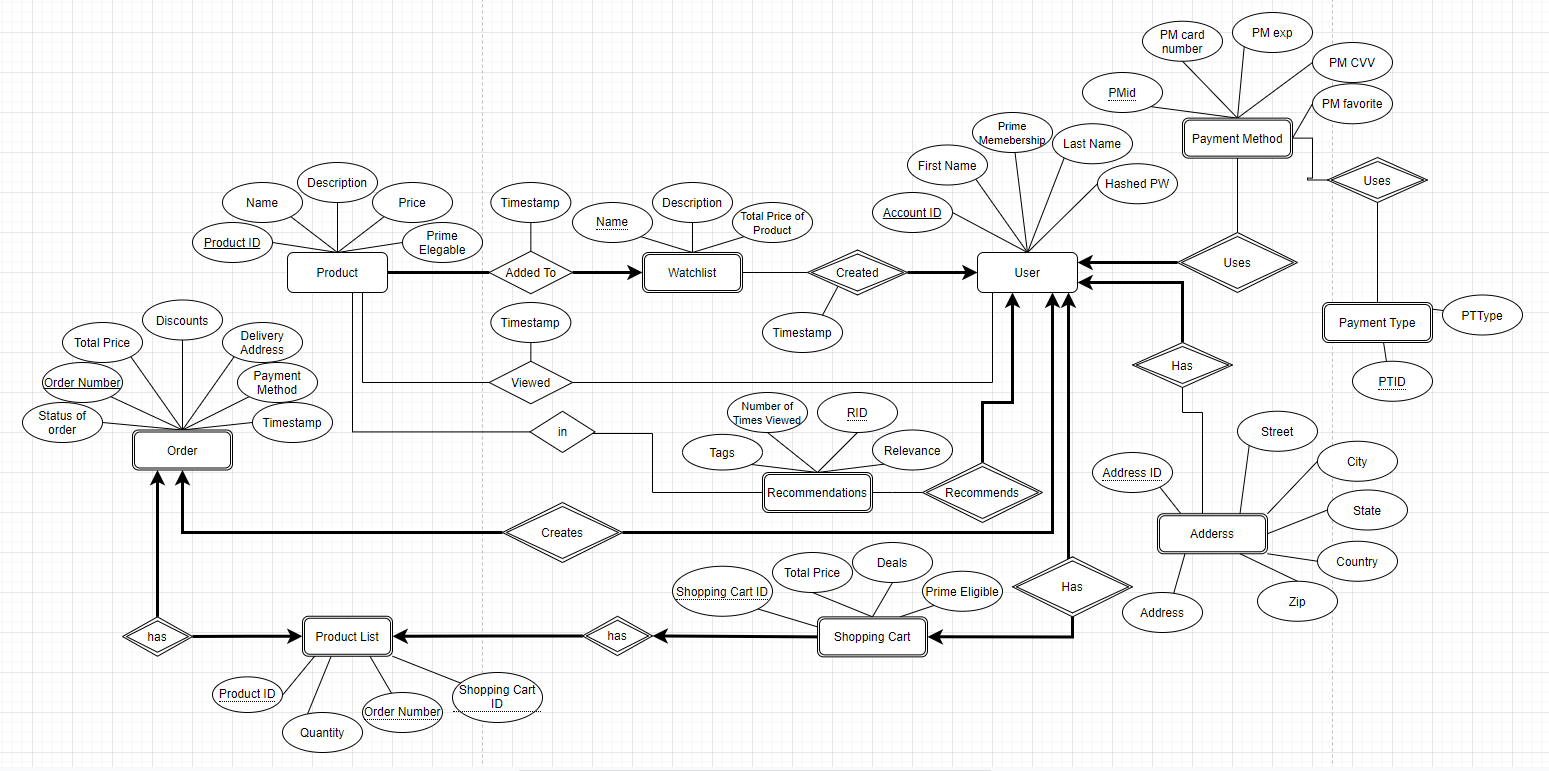 PM card
number
PM exp
PM CVV
PMid
PM favorite
Payment Method
Prime
Memebership
Last Name
First Name
Hashed PW
Account ID
Uses
Description
Name
Price
Product ID
Prime
Elegable
Timestamp
Name
Description
Total Price of
Product
Product
Added To
Watchlist
Created
User
Uses
Timestamp
Timestamp
Payment Type
PTType
PTID
Discounts
Total Price
Delivery
Address
Order Number
Payment
Method
Status of
order
Timestamp
Order
Viewed
Has
in
Number of
Times Viewed
RID
Tags
Relevance
Recommendations
Recommends
Street
Address ID
City
State
Adderss
Country
Zip
Address
Creates
Shopping Cart ID
Total Price
Deals
Prime Eligible
Has
has
Product List
has
Shopping Cart
Product ID
Quantity
Order Number
Shopping Cart
ID